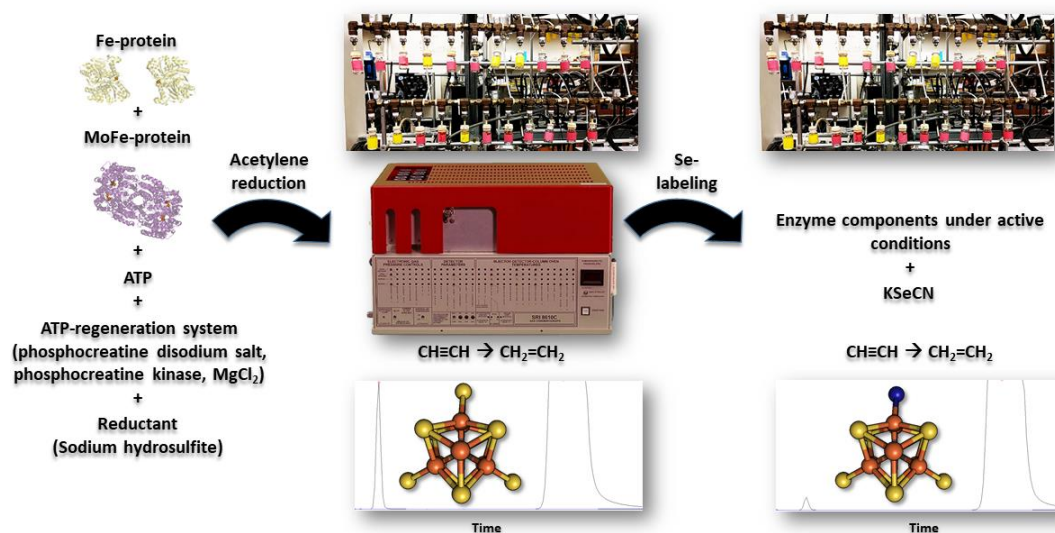 Fe-protein
+
MoFe-protein
+
ATP
+
ATP-regeneration system
(phosphocreatine disodium salt,
phosphocreatine kinase, MgCl₂)
+
Reductant
(Sodium hydrosulfite)
Acetylene
reduction
SRI 8610C
CH≡CH → CH₂=CH₂
Time
Se-
labeling
Enzyme components under active
conditions
+
KSeCN
CH≡CH → CH₂=CH₂
Time